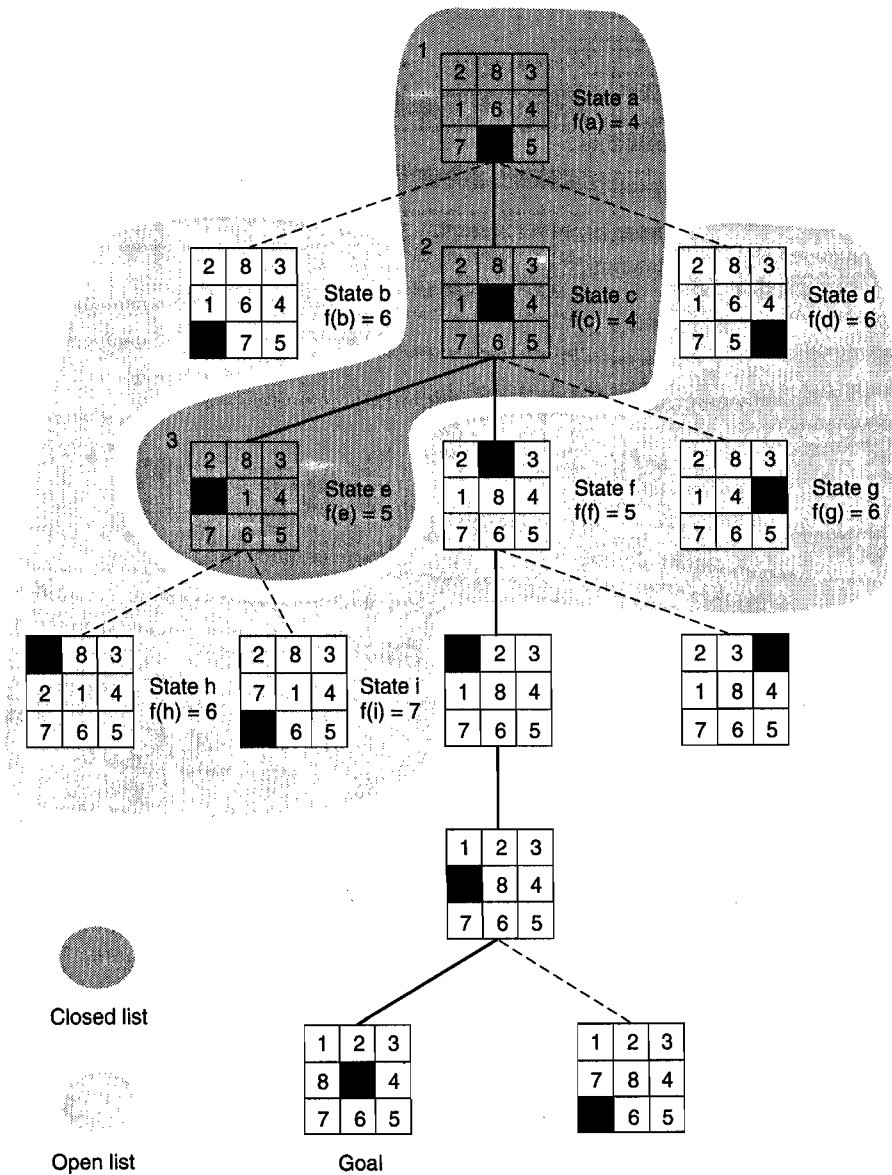 1
2 8 3
1 6 4
7 5
State a
f(a) = 4
2 8 3
1 6 4
7 5
State b
f(b) = 6
2
2 8 3
1 4
7 6 5
State c
f(c) = 4
2 8 3
1 6 4
7 5
State d
f(d) = 6
3
2 8 3
1 4
7 6 5
State e
f(e) = 5
2 3
1 8 4
7 6 5
State f
f(f) = 5
2 8 3
1 4
7 6 5
State g
f(g) = 6
8 3
2 1 4
7 6 5
State h
f(h) = 6
2 8 3
7 1 4
6 5
State i
f(i) = 7
2 3
1 8 4
7 6 5
2 3
1 8 4
7 6 5
1 2 3
8 4
7 6 5
Closed list
1 2 3
8 4
7 6 5
Goal
1 2 3
7 8 4
6 5
Open list